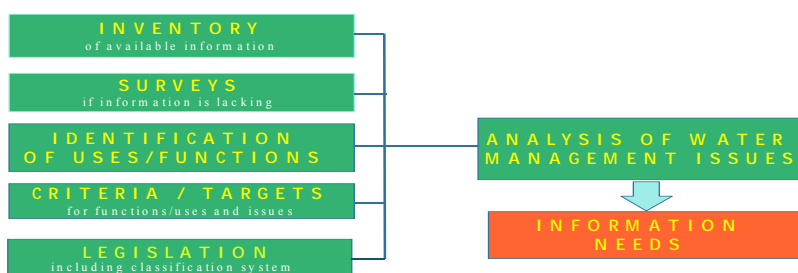 INVENTORY
of available information
SURVEYS
if information is lacking
IDENTIFICATION
OF USES/FUNCTIONS
CRITERIA / TARGETS
for functions/uses and issues
LEGISLATION
including classification system
ANALYSIS OF WATER
MANAGEMENT ISSUES
INFORMATION
NEEDS